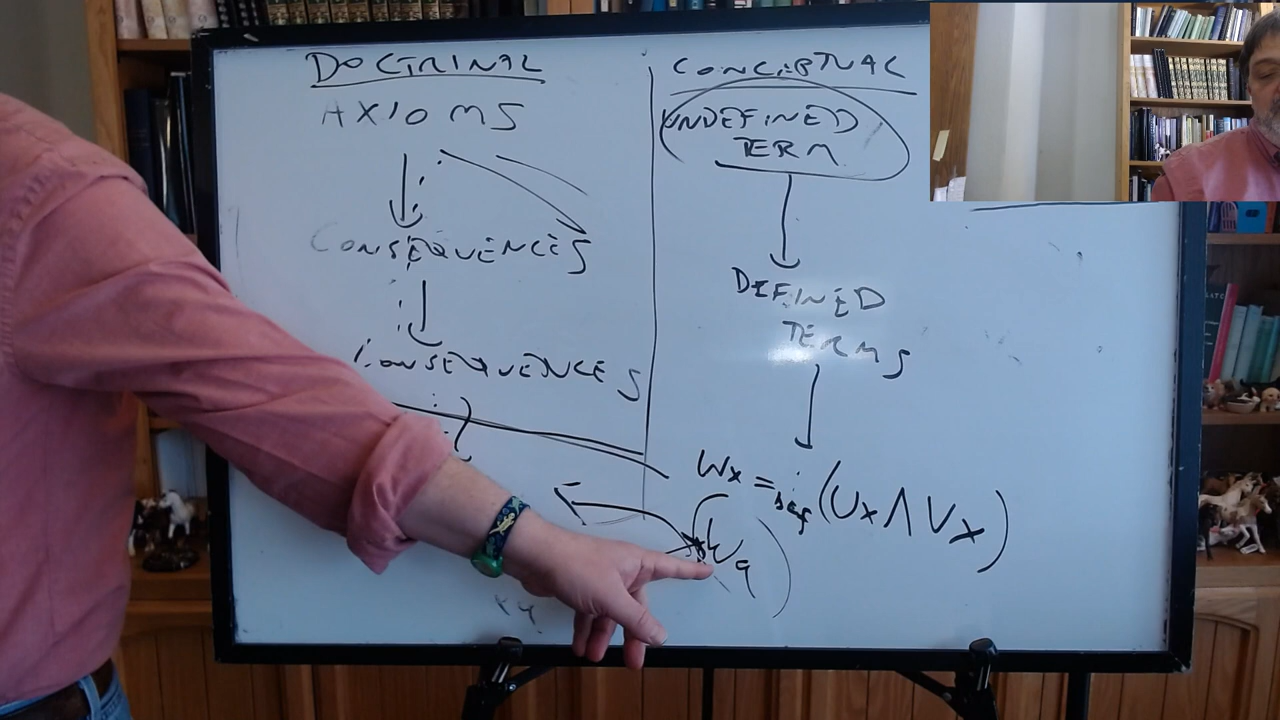 DOCTRINAL
AXIOMS
CONSEQUENCES
CONSEQUENCES
CONCEPTUAL
UNDEFINED
TERM
DEFINED
TERMS
Wx =def (Ux ∧ Vx)